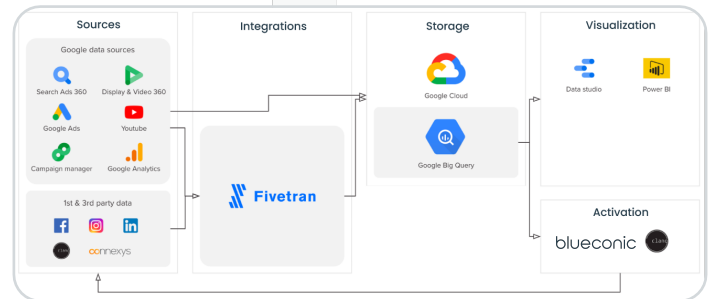 Sources
Integrations
Storage
Visualization
Google data sources
Search Ads 360
Display & Video 360
Google Ads
Youtube
Campaign manager
Google Analytics
1st & 3rd party data
connexys
Fivetran
Google Cloud
Google Big Query
Data studio
Power BI
Activation
blueconic